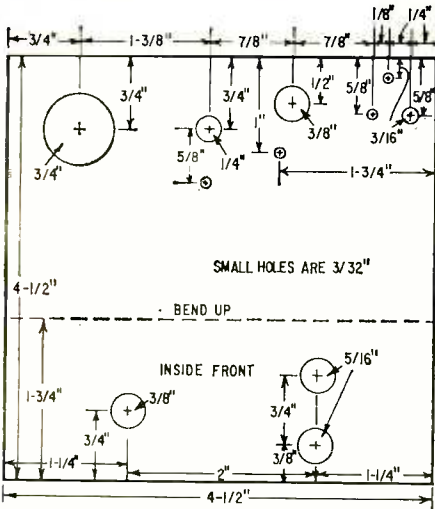 1/8" 1/4"
3/4" 1-3/8" 7/8" 7/8"
3/4" 3/4" 1/2" 5/8" 5/8"
1"
3/8" 3/16"
3/4" 5/8" 1/4"
1-3/4"
SMALL HOLES ARE 3/32"
4-1/2"
BEND UP
INSIDE FRONT
5/16"
1-3/4"
3/8"
3/4"
3/4"
3/8"
1-1/4" 2" 1-1/4"
4-1/2"